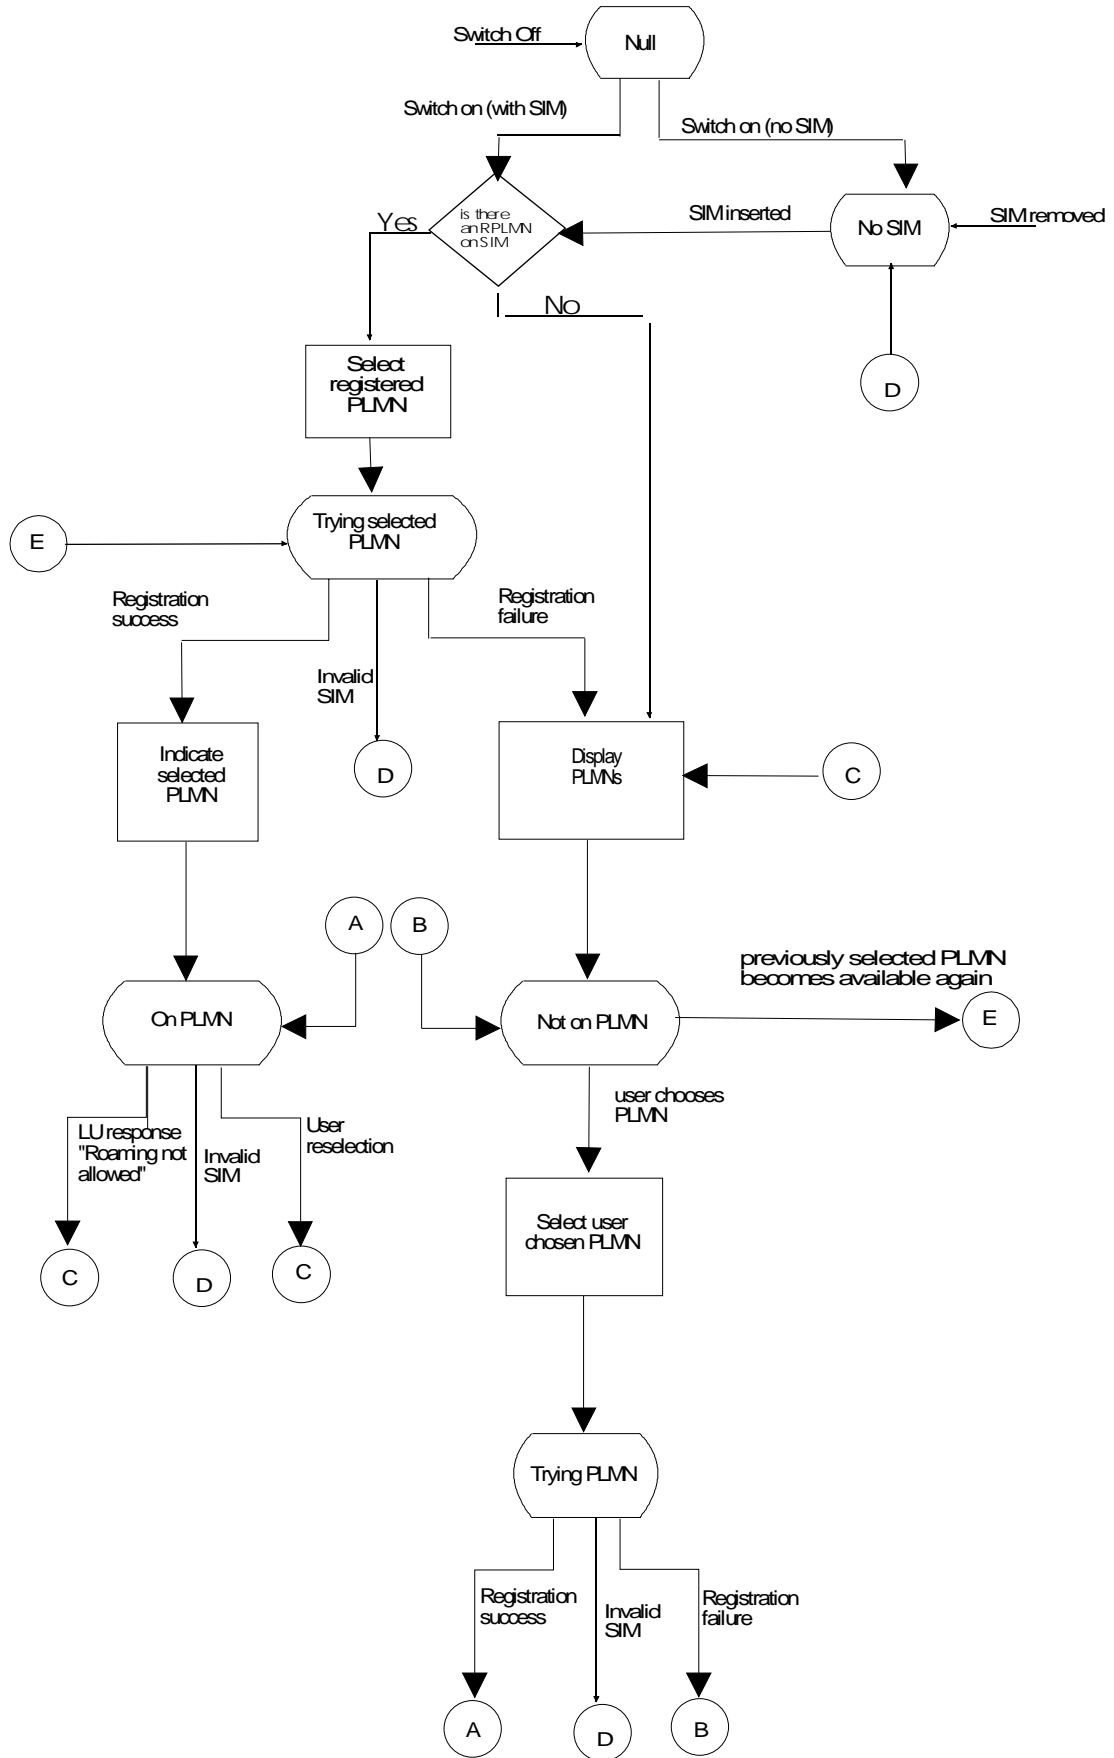 Switch Off
Null
Switch on (with SIM)
Switch on (no SIM)
Yes
is there
an RPLMN
on SIM
SIM inserted
No SIM
SIM removed
No
Select
registered
PLMN
D
E
Trying selected
PLMN
Registration
success
Registration
failure
Invalid
SIM
Indicate
selected
PLMN
D
Display
PLMNs
C
A
B
previously selected PLMN
becomes available again
On PLMN
Not on PLMN
E
LU response
"Roaming not
allowed"
Invalid
SIM
User
reselection
user chooses
PLMN
C
D
C
Select user
chosen PLMN
Trying PLMN
Registration
success
Invalid
SIM
Registration
failure
A
D
B